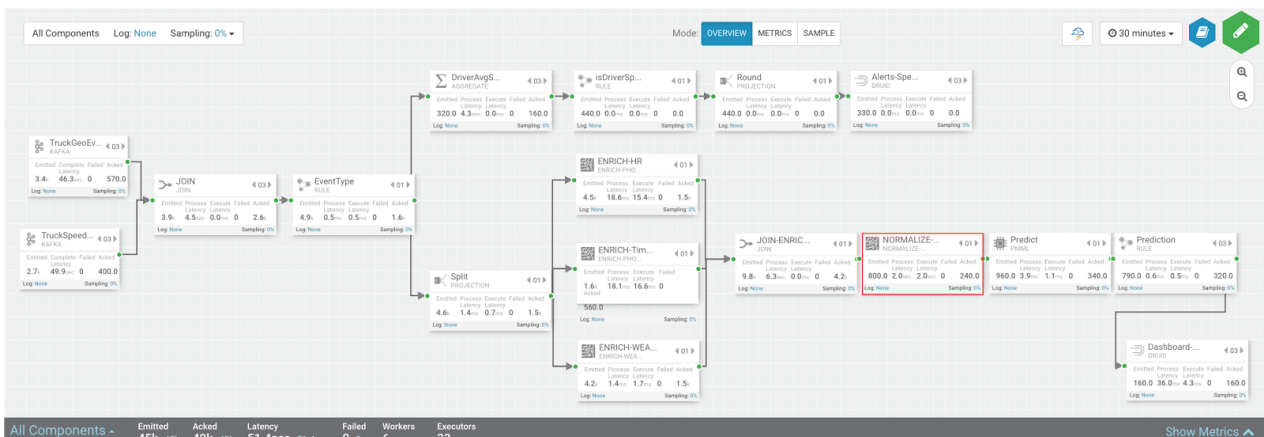 All Components Log: None Sampling: 0%
Mode: OVERVIEW METRICS SAMPLE
30 minutes
DriverAvgS... 03
AGGREGATE
Emitted Process Latency Execute Latency Failed Acked
320.0 4.3ms 0.0ms 0 160.0
Log: None Sampling: 0%
isDriverSp... 01
RULE
Emitted Process Latency Execute Latency Failed Acked
440.0 0.0ms 0.0ms 0 0.0
Log: None Sampling: 0%
Round 01
PROJECTION
Emitted Process Latency Execute Latency Failed Acked
440.0 0.0ms 0.0ms 0 0.0
Log: None Sampling: 0%
Alerts-Spe... 03
DRUID
Emitted Process Latency Execute Latency Failed Acked
330.0 0.0ms 0.0ms 0 0.0
Log: None Sampling: 0%
TruckGeoEv... 03
KAFKA
Emitted Complete Latency Failed Acked
3.4k 46.3sec 0 570.0
Log: None Sampling: 0%
TruckSpeed... 03
KAFKA
Emitted Complete Latency Failed Acked
2.7k 49.9sec 0 400.0
Log: None Sampling: 0%
JOIN 03
JOIN
Emitted Process Latency Execute Latency Failed Acked
3.9k 4.5sec 0.0ms 0 2.6k
Log: None Sampling: 0%
EventType 01
RULE
Emitted Process Latency Execute Latency Failed Acked
4.9k 0.5ms 0.5ms 0 1.6k
Log: None Sampling: 0%
Split 01
PROJECTION
Emitted Process Latency Execute Latency Failed Acked
4.6k 1.4ms 0.7ms 0 1.5k
Log: None Sampling: 0%
ENRICH-HR 01
ENRICH-PHO...
Emitted Process Latency Execute Latency Failed Acked
4.5k 18.6ms 15.4ms 0 1.5k
Log: None Sampling: 0%
ENRICH-Tim... 01
ENRICH-PHO...
Emitted Process Latency Execute Latency Failed
1.6k 18.1ms 16.6ms 0
Acked
560.0
Log: None Sampling: 0%
ENRICH-WEA... 01
ENRICH-WEA...
Emitted Process Latency Execute Latency Failed Acked
4.2k 1.4ms 1.7ms 0 1.5k
Log: None Sampling: 0%
JOIN-ENRIC... 01
JOIN
Emitted Process Latency Execute Latency Failed Acked
9.8k 6.3sec 0.0ms 0 4.2k
Log: None Sampling: 0%
NORMALIZE-... 01
NORMALIZE-...
Emitted Process Latency Execute Latency Failed Acked
800.0 2.0sec 2.0sec 0 240.0
Log: None Sampling: 0%
Predict 01
PMML
Emitted Process Latency Execute Latency Failed Acked
960.0 3.9ms 1.1ms 0 340.0
Log: None Sampling: 0%
Prediction 03
RULE
Emitted Process Latency Execute Latency Failed Acked
790.0 0.6ms 0.5ms 0 320.0
Log: None Sampling: 0%
Dashboard-... 03
DRUID
Emitted Process Latency Execute Latency Failed Acked
160.0 36.0ms 4.3ms 0 160.0
Log: None Sampling: 0%
All Components Emitted Acked Latency Failed Workers Executors
Show Metrics